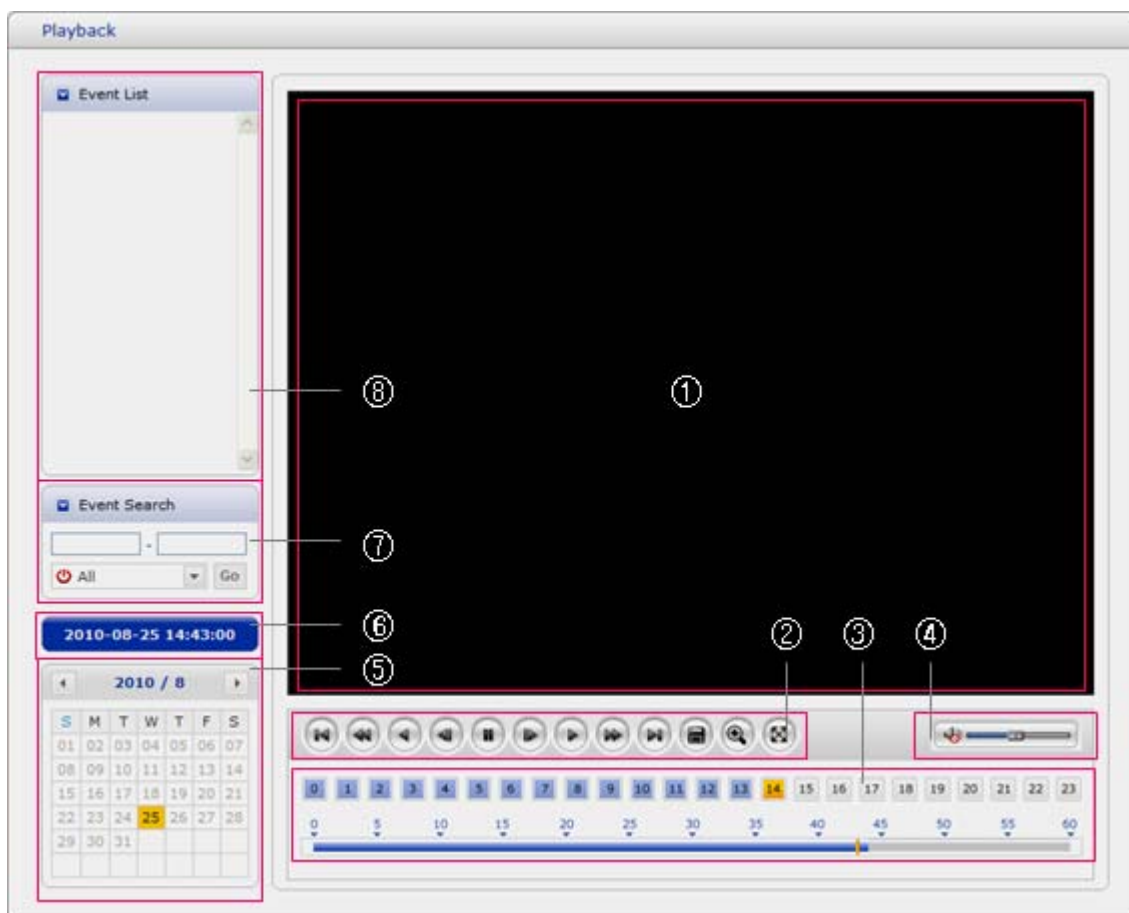 Playback
Event List
⑧
①
Event Search
-
⑦
All
Go
2010-08-25 14:43:00
⑥
②
③
④
⑤
2010 / 8
S M T W T F S
01 02 03 04 05 06 07
08 09 10 11 12 13 14
15 16 17 18 19 20 21
22 23 24 25 26 27 28
29 30 31
0 1 2 3 4 5 6 7 8 9 10 11 12 13 14 15 16 17 18 19 20 21 22 23
0 5 10 15 20 25 30 35 40 45 50 55 60